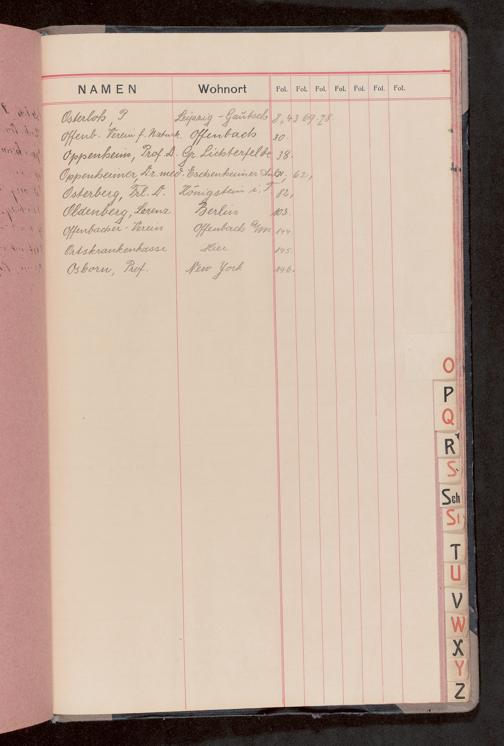 NAMEN Wohnort Fol. Fol. Fol. Fol. Fol. Fol. Fol.
Osterloh, P Leipzig-Gautsch 8, 43 69. 78.
Offenb. Verein f. Naturk. Offenbach 30
Oppenheim, Prof. D. Gr. Lichterfelde 38.
Oppenheimer, Dr. med. Eschenheimer 62,
Osterberg, Frl. D. Königstein i. T. 82,
Oldenberg, Lorenz Berlin 103.
Offenbacher-Verein Offenbach a/M. 144
Ortskrankenkasse Hier 145.
Osborn, Prof. New York 146.
O
P
Q
R
S
Sch
St
T
U
V
W
X
Y
Z